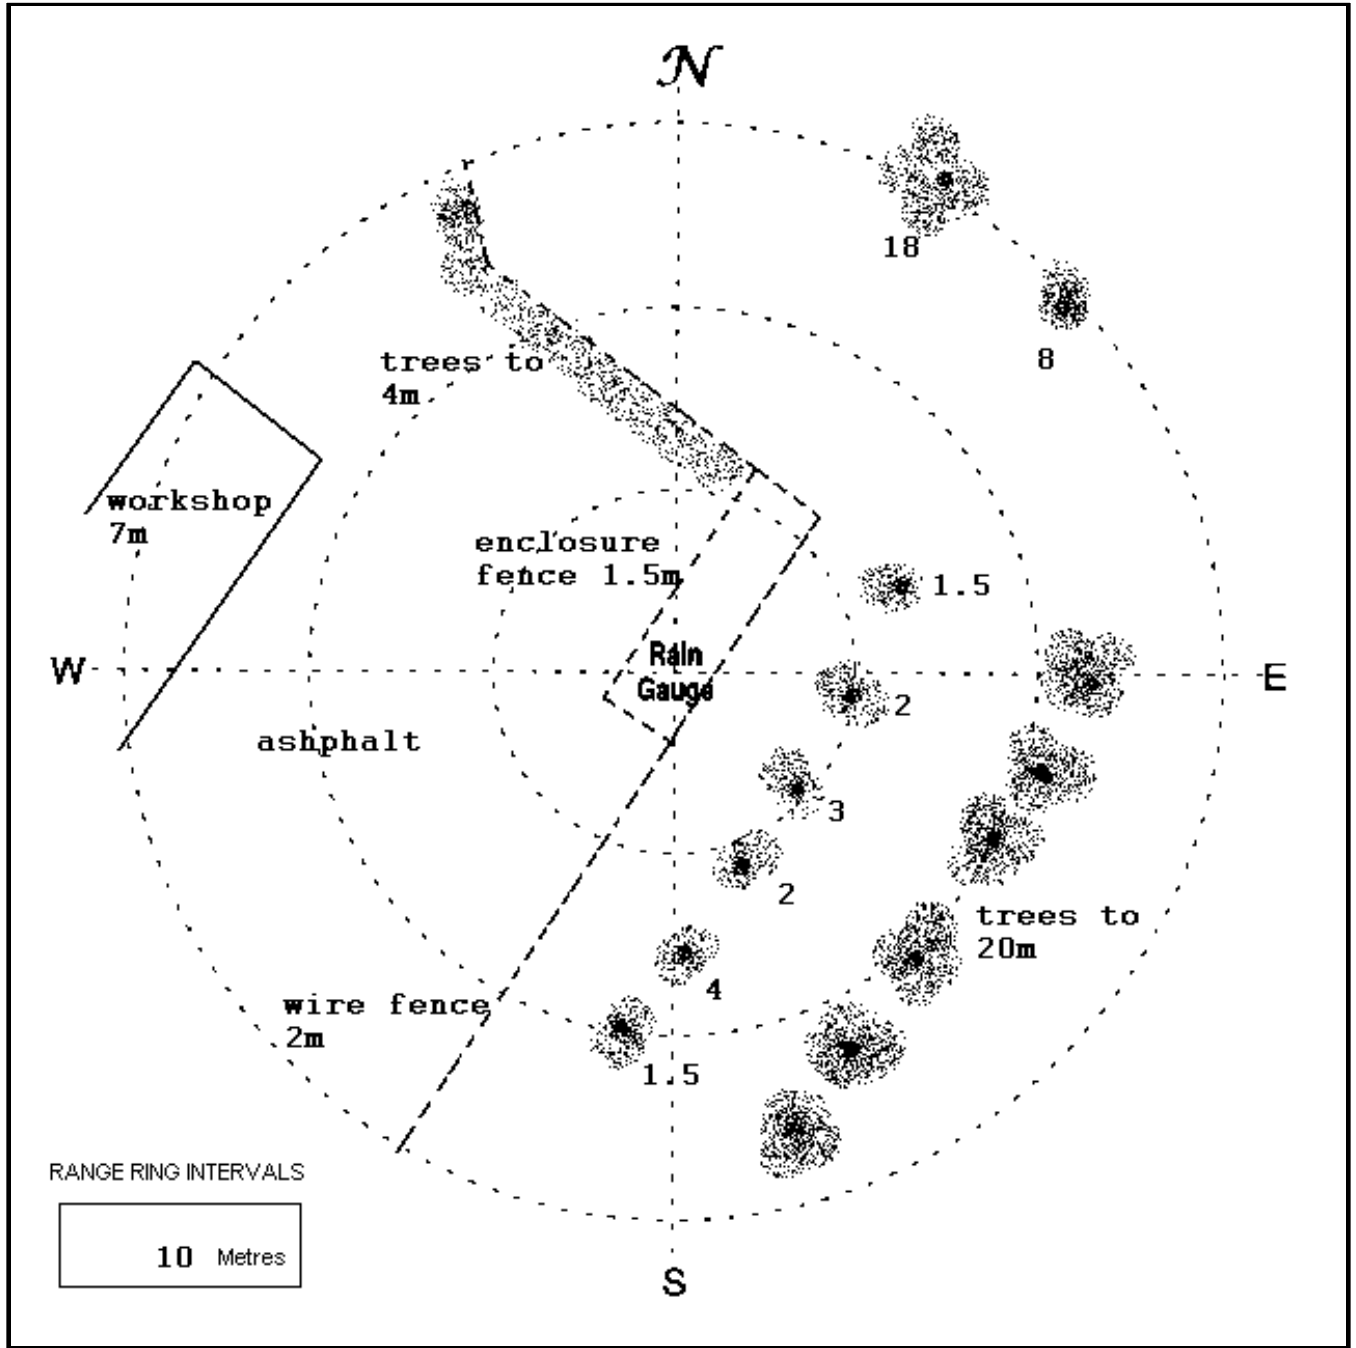 N
18
8
trees to
4m
workshop
7m
enclosure
fence 1.5m
1.5
Rain
Gauge
W
E
2
ashphalt
3
2
trees to
20m
4
wire fence
2m
1.5
RANGE RING INTERVALS
10 Metres
S